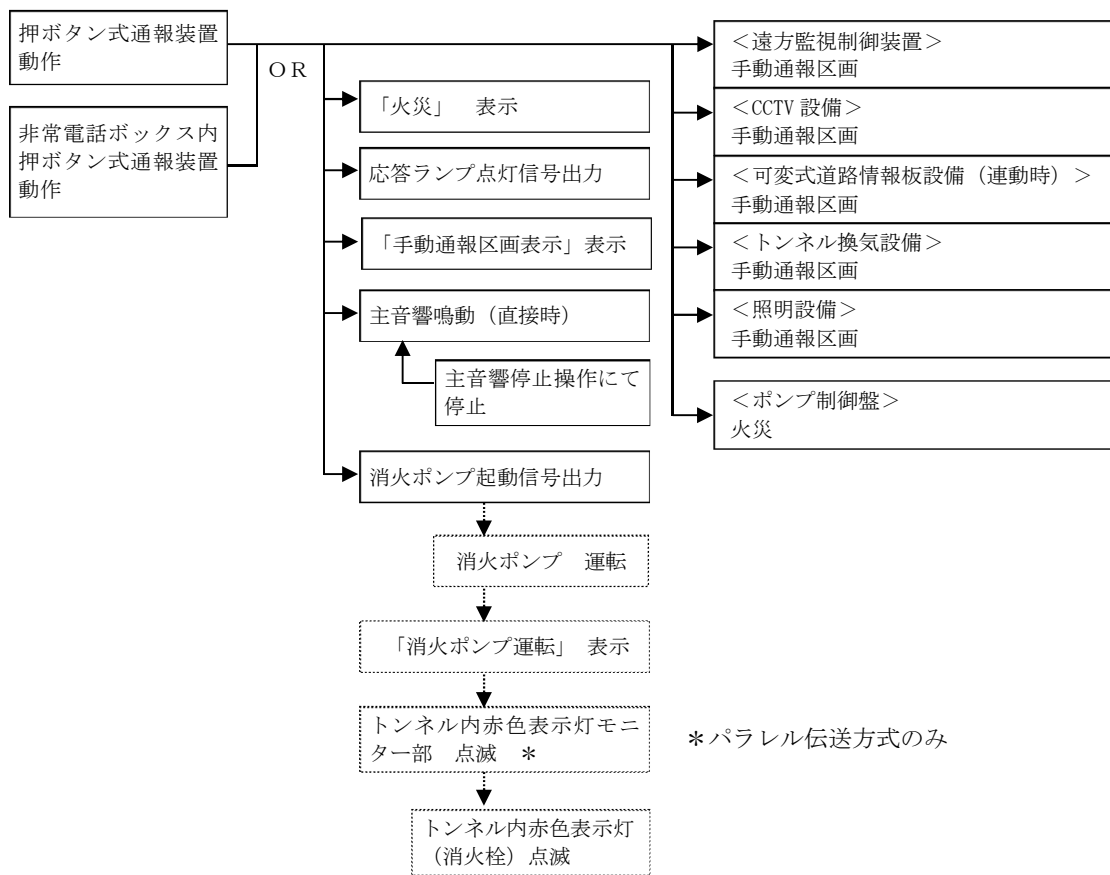 押ボタン式通報装置
動作
非常電話ボックス内
押ボタン式通報装置
動作
OR
「火災」　表示
応答ランプ点灯信号出力
「手動通報区画表示」表示
主音響鳴動（直接時）
主音響停止操作にて
停止
消火ポンプ起動信号出力
消火ポンプ　運転
「消火ポンプ運転」　表示
トンネル内赤色表示灯モニ
ター部　点滅　＊
トンネル内赤色表示灯
（消火栓）点滅
＜遠方監視制御装置＞
手動通報区画
＜CCTV 設備＞
手動通報区画
＜可変式道路情報板設備（連動時）＞
手動通報区画
＜トンネル換気設備＞
手動通報区画
＜照明設備＞
手動通報区画
＜ポンプ制御盤＞
火災
＊パラレル伝送方式のみ